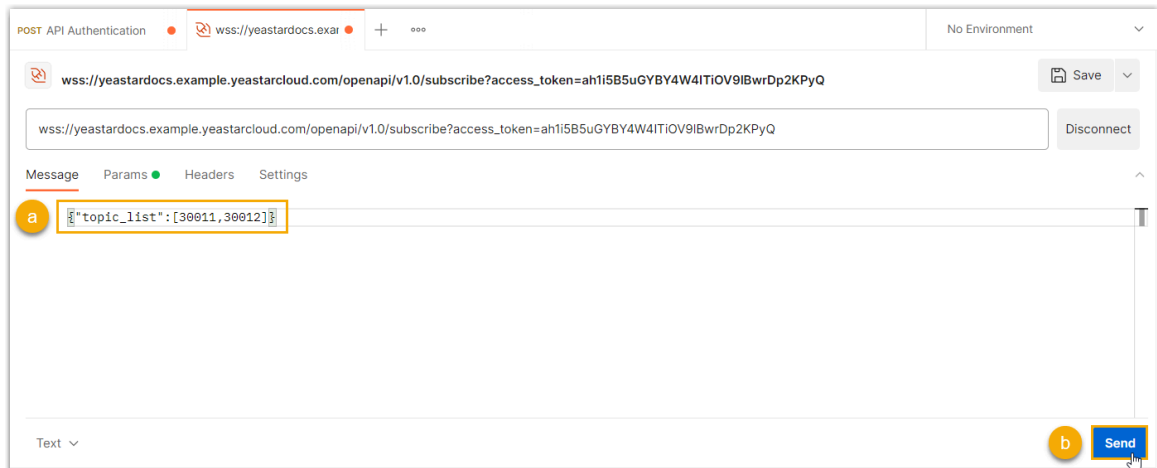 POST API Authentication wss://yeastardocs.exar No Environment
wss://yeastardocs.example.yeastarcloud.com/openapi/v1.0/subscribe?access_token=ah1i5B5uGYBY4W4ITiOV9IBwrDp2KPyQ Save
wss://yeastardocs.example.yeastarcloud.com/openapi/v1.0/subscribe?access_token=ah1i5B5uGYBY4W4ITiOV9IBwrDp2KPyQ Disconnect
Message Params Headers Settings
a {"topic_list":[30011,30012]}
Text b Send